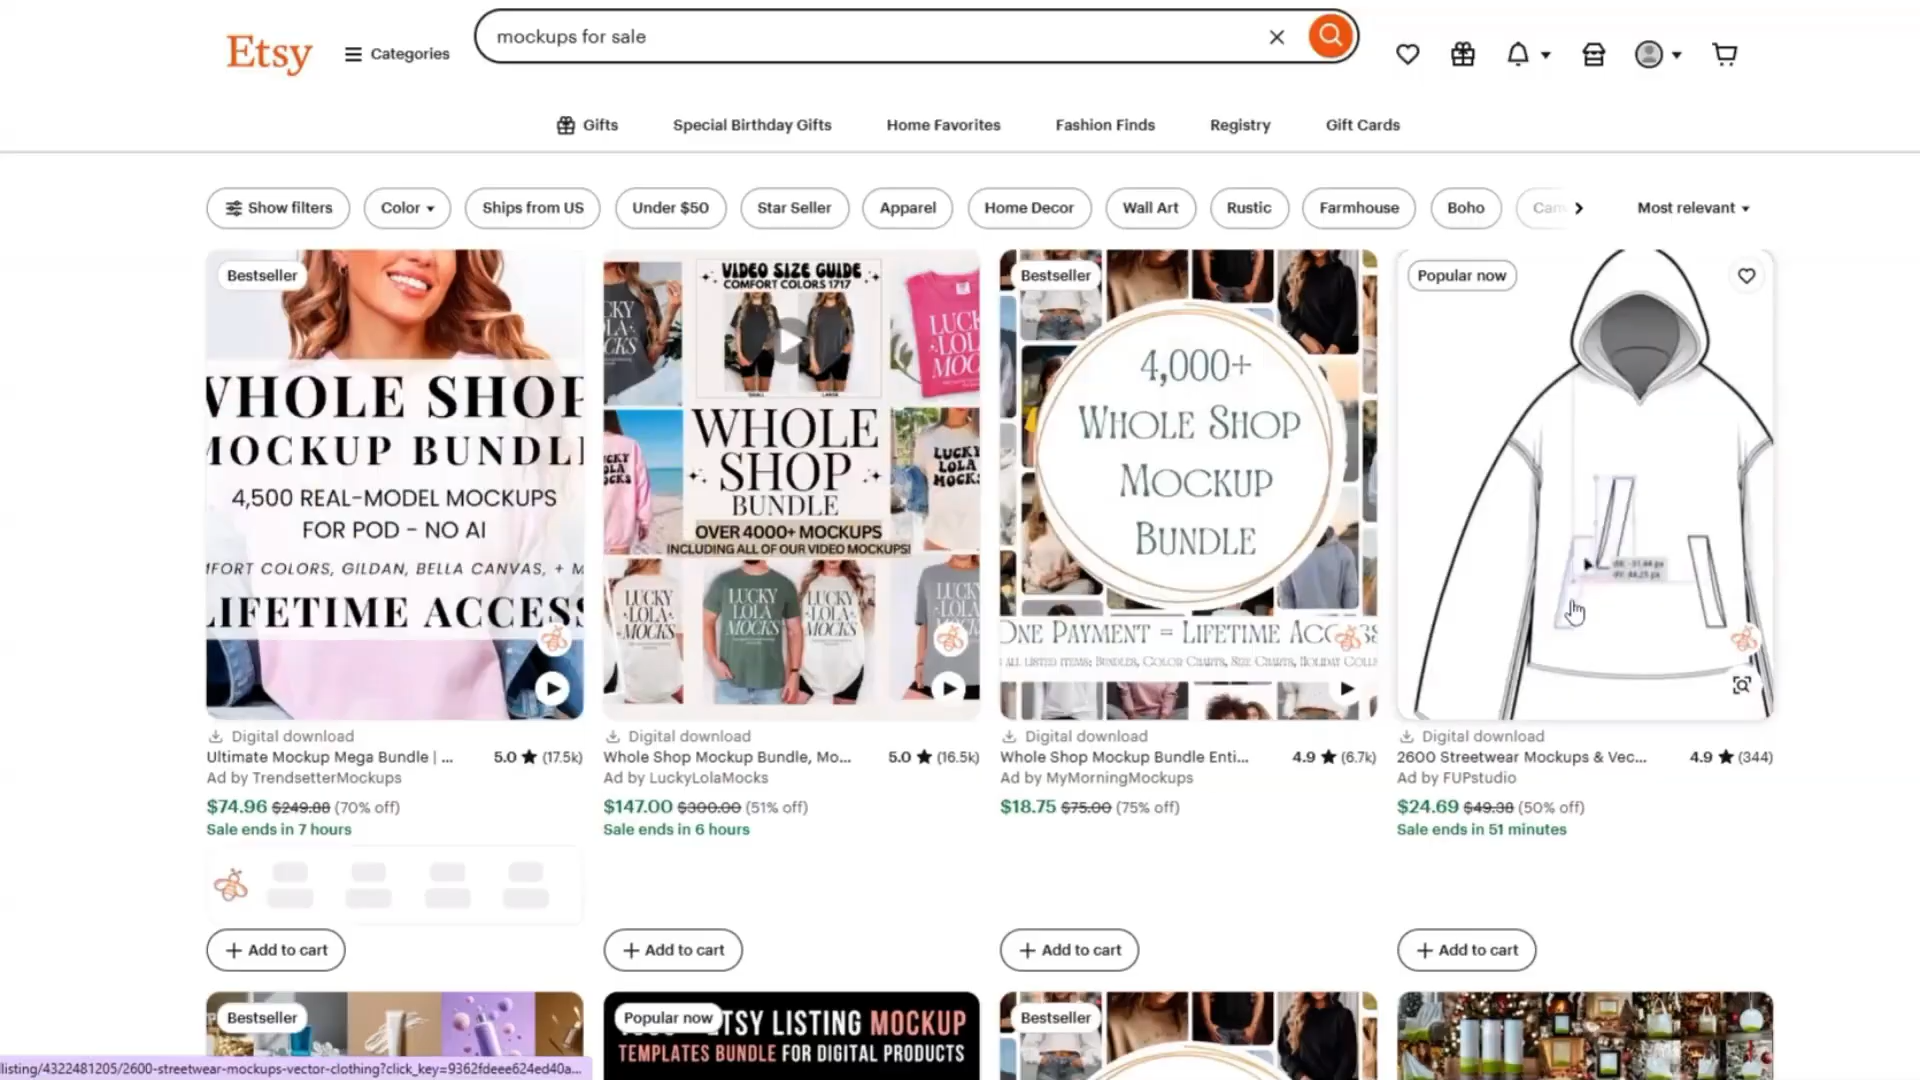 Etsy
Categories
mockups for sale
Gifts
Special Birthday Gifts
Home Favorites
Fashion Finds
Registry
Gift Cards
Show filters
Color
Ships from US
Under $50
Star Seller
Apparel
Home Decor
Wall Art
Rustic
Farmhouse
Boho
Most relevant
Bestseller
WHOLE SHOP
MOCKUP BUNDLE
4,500 REAL-MODEL MOCKUPS
FOR POD - NO AI
COLORS, GILDAN, BELLA CANVAS, +
LIFETIME ACCESS
VIDEO SIZE GUIDE
COMFORT COLORS 1717
WHOLE
SHOP
BUNDLE
OVER 4000+ MOCKUPS
INCLUDING ALL OF OUR VIDEO MOCKUPS!
LUCKY
LOLA
MOCKS
LUCKY
LOLA
MOCKS
LUCKY
LOLA
MOCKS
Bestseller
4,000+
WHOLE SHOP
MOCKUP
BUNDLE
ONE PAYMENT = LIFETIME
ALL LISTED ITEMS: BUNDLES, COLOR CHARTS, SIZE CHARTS, HOLIDAY
Popular now
Digital download
Ultimate Mockup Mega Bundle | ...
5.0 ★ (17.5k)
Ad by TrendsetterMockups
$74.96 $249.88 (70% off)
Sale ends in 7 hours
Digital download
Whole Shop Mockup Bundle, Mo...
5.0 ★ (16.5k)
Ad by LuckyLolaMocks
$147.00 $300.00 (51% off)
Sale ends in 6 hours
Digital download
Whole Shop Mockup Bundle Enti...
4.9 ★ (6.7k)
Ad by MyMorningMockups
$18.75 $75.00 (75% off)
Digital download
2600 Streetwear Mockups & Vec...
4.9 ★ (344)
Ad by FUPstudio
$24.69 $49.38 (50% off)
Sale ends in 51 minutes
+ Add to cart
+ Add to cart
+ Add to cart
+ Add to cart
Bestseller
Popular now
ETSY LISTING MOCKUP
TEMPLATES BUNDLE FOR DIGITAL PRODUCTS
Bestseller
listing/4322481205/2600-streetwear-mockups-vector-clothing?click_key=9362fdeee624ed40a...